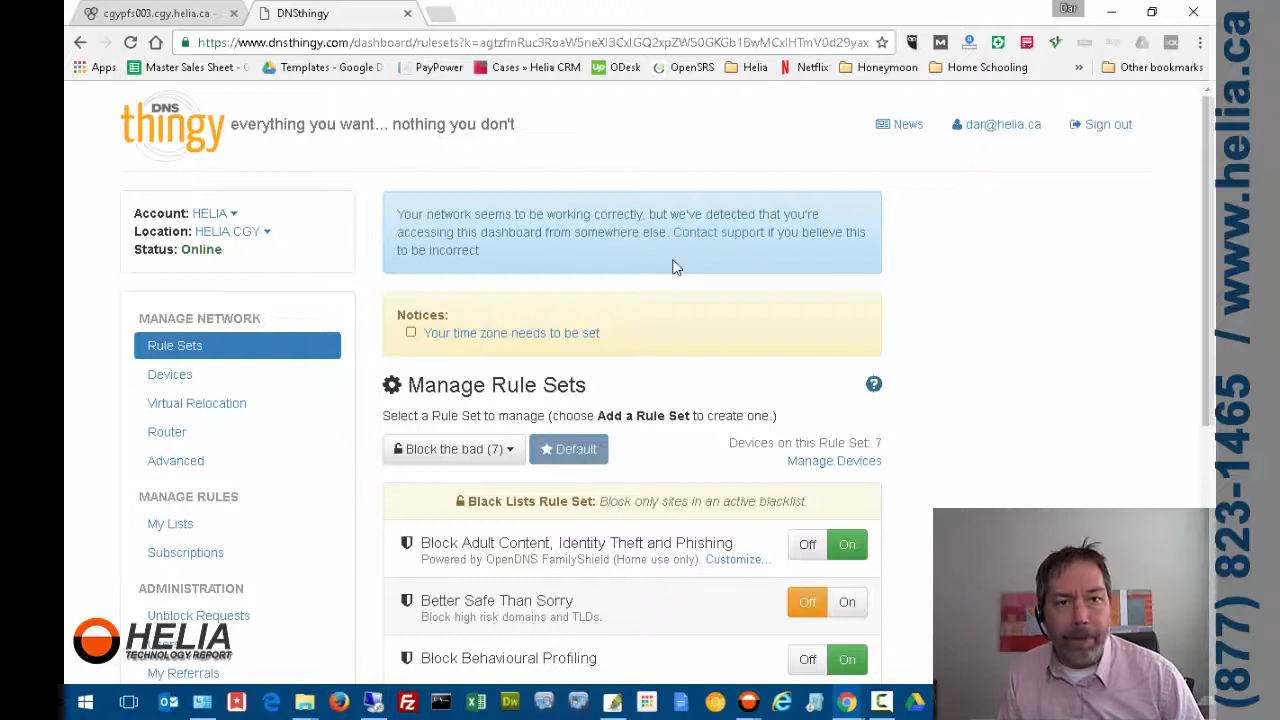 cgypfs003.cgy.helia.ca -
DNSthingy
Dar
https://www.dnsthingy.com/dashboard/rulesets?k=agtzfmRuc3RoaW5neXI3CxIGQ2xpZW50GKGb1BwMCxIHTmV0d29yax
Apps
Master Sales Sheet - G
Templates - Google D
PayPower
Cases » Helia CRM
ODesk
OpenSRS
Helia
Netflix
Honeymoon
Home Schooling
»
Other bookmarks
DNS
thingy
everything you want... nothing you don't
News
dar@helia.ca
Sign out
Account: HELIA
Location: HELIA CGY
Status: Online
Your network seems to be working correctly, but we've detected that you're
accessing this dashboard from somewhere else. Contact support if you believe this
to be incorrect
Notices:
Your time zone needs to be set
MANAGE NETWORK
Rule Sets
Devices
Virtual Relocation
Router
Advanced
MANAGE RULES
My Lists
Subscriptions
ADMINISTRATION
Unblock Requests
My Referrals
Manage Rule Sets
Select a Rule Set to manage (choose Add a Rule Set to create one.)
Block the bad (7)
Default
Devices on this Rule Set: 7
Manage Devices
Black Lists Rule Set: Block only sites in an active blacklist.
Block Adult Content, Identity Theft and Phishing
Powered by OpenDNS FamilyShield (Home use only). Customize...
Off On
Better Safe Than Sorry
Block high risk domains and TLDs.
Off On
Block Behavioural Profiling
Off On
HELIA
TECHNOLOGY REPORT
(877) 823-1465 / www.helia.ca